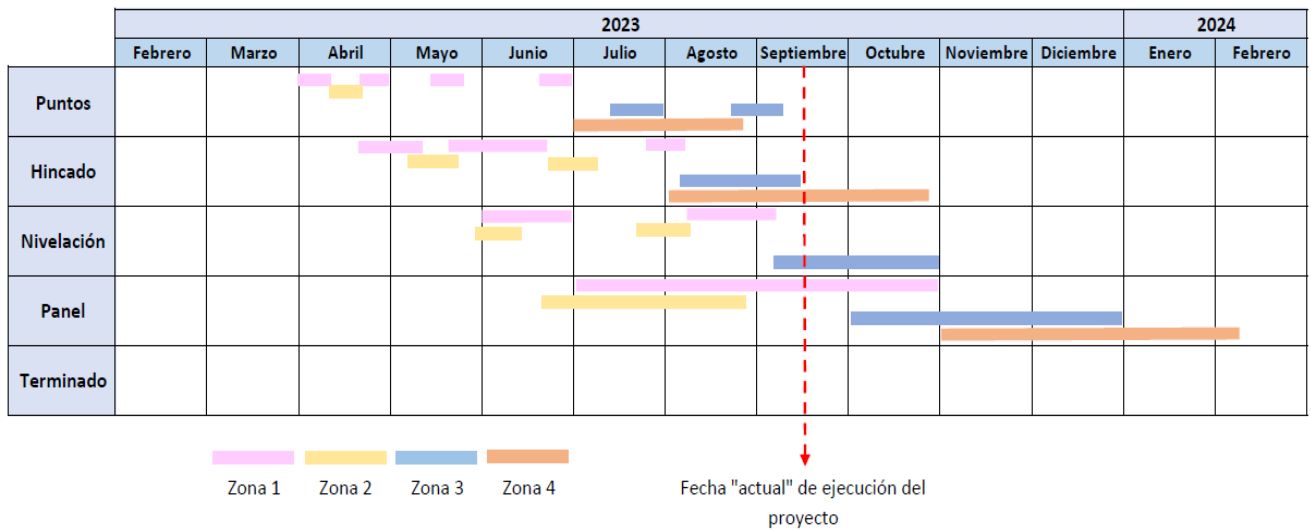 2023 2024
Febrero Marzo Abril Mayo Junio Julio Agosto Septiembre Octubre Noviembre Diciembre Enero Febrero
Puntos
Hincado
Nivelación
Panel
Terminado
Zona 1 Zona 2 Zona 3 Zona 4
Fecha "actual" de ejecución del
proyecto